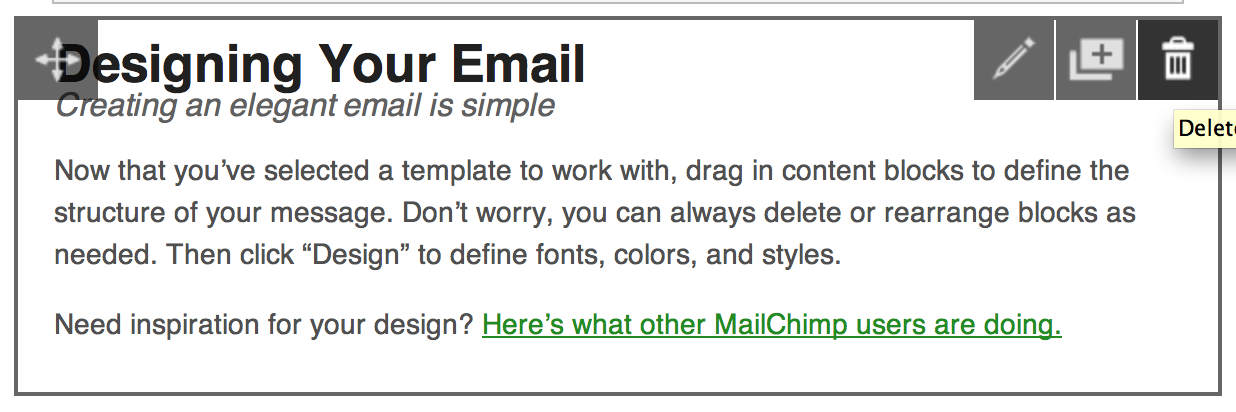 Designing Your Email
Creating an elegant email is simple
Delet
Now that you’ve selected a template to work with, drag in content blocks to define the
structure of your message. Don’t worry, you can always delete or rearrange blocks as
needed. Then click “Design” to define fonts, colors, and styles.
Need inspiration for your design? Here’s what other MailChimp users are doing.